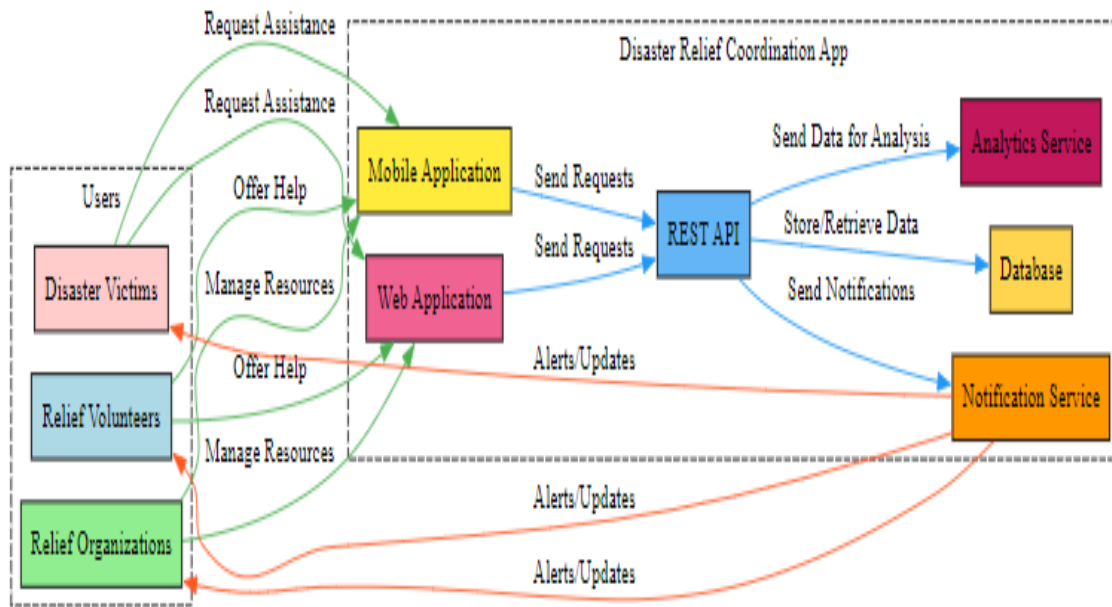 Request Assistance
Disaster Relief Coordination App
Request Assistance
Send Data for Analysis
Analytics Service
Mobile Application
Send Requests
Users
Offer Help
REST API
Store/Retrieve Data
Database
Send Requests
Disaster Victims
Manage Resources
Web Application
Send Notifications
Offer Help
Alerts/Updates
Notification Service
Relief Volunteers
Manage Resources
Alerts/Updates
Relief Organizations
Alerts/Updates